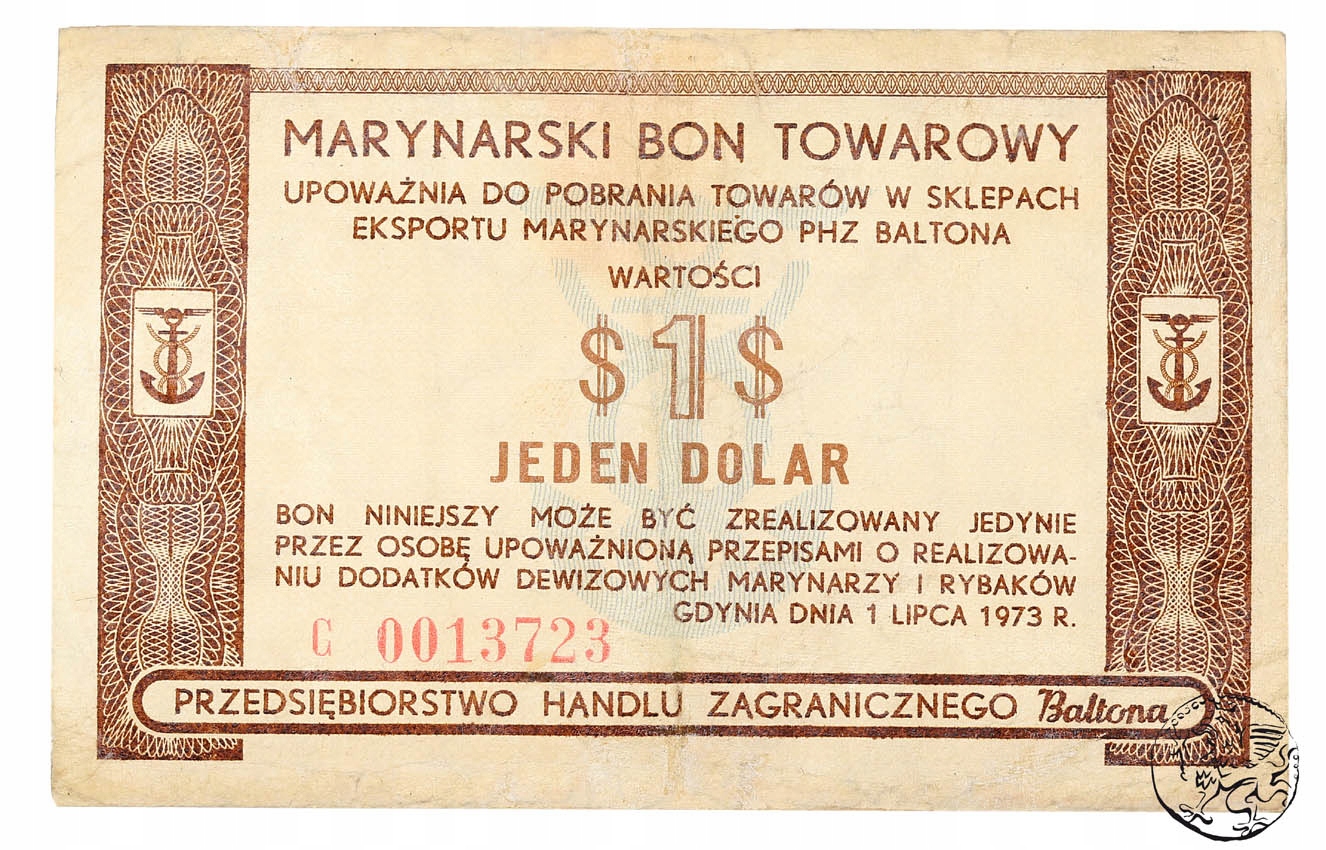 MARYNARSKI BON TOWAROWY
UPOWAŻNIA DO POBRANIA TOWARÓW W SKLEPACH
EKSPORTU MARYNARSKIEGO PHZ BALTONA
WARTOŚCI
$ 1 $
JEDEN DOLAR
BON NINIEJSZY MOŻE BYĆ ZREALIZOWANY JEDYNIE
PRZEZ OSOBĘ UPOWAŻNIONĄ PRZEPISAMI O REALIZOWA-
NIU DODATKÓW DEWIZOWYCH MARYNARZY I RYBAKÓW
GDYNIA DNIA 1 LIPCA 1973 R.
G 0013723
PRZEDSIĘBIORSTWO HANDLU ZAGRANICZNEGO Baltona